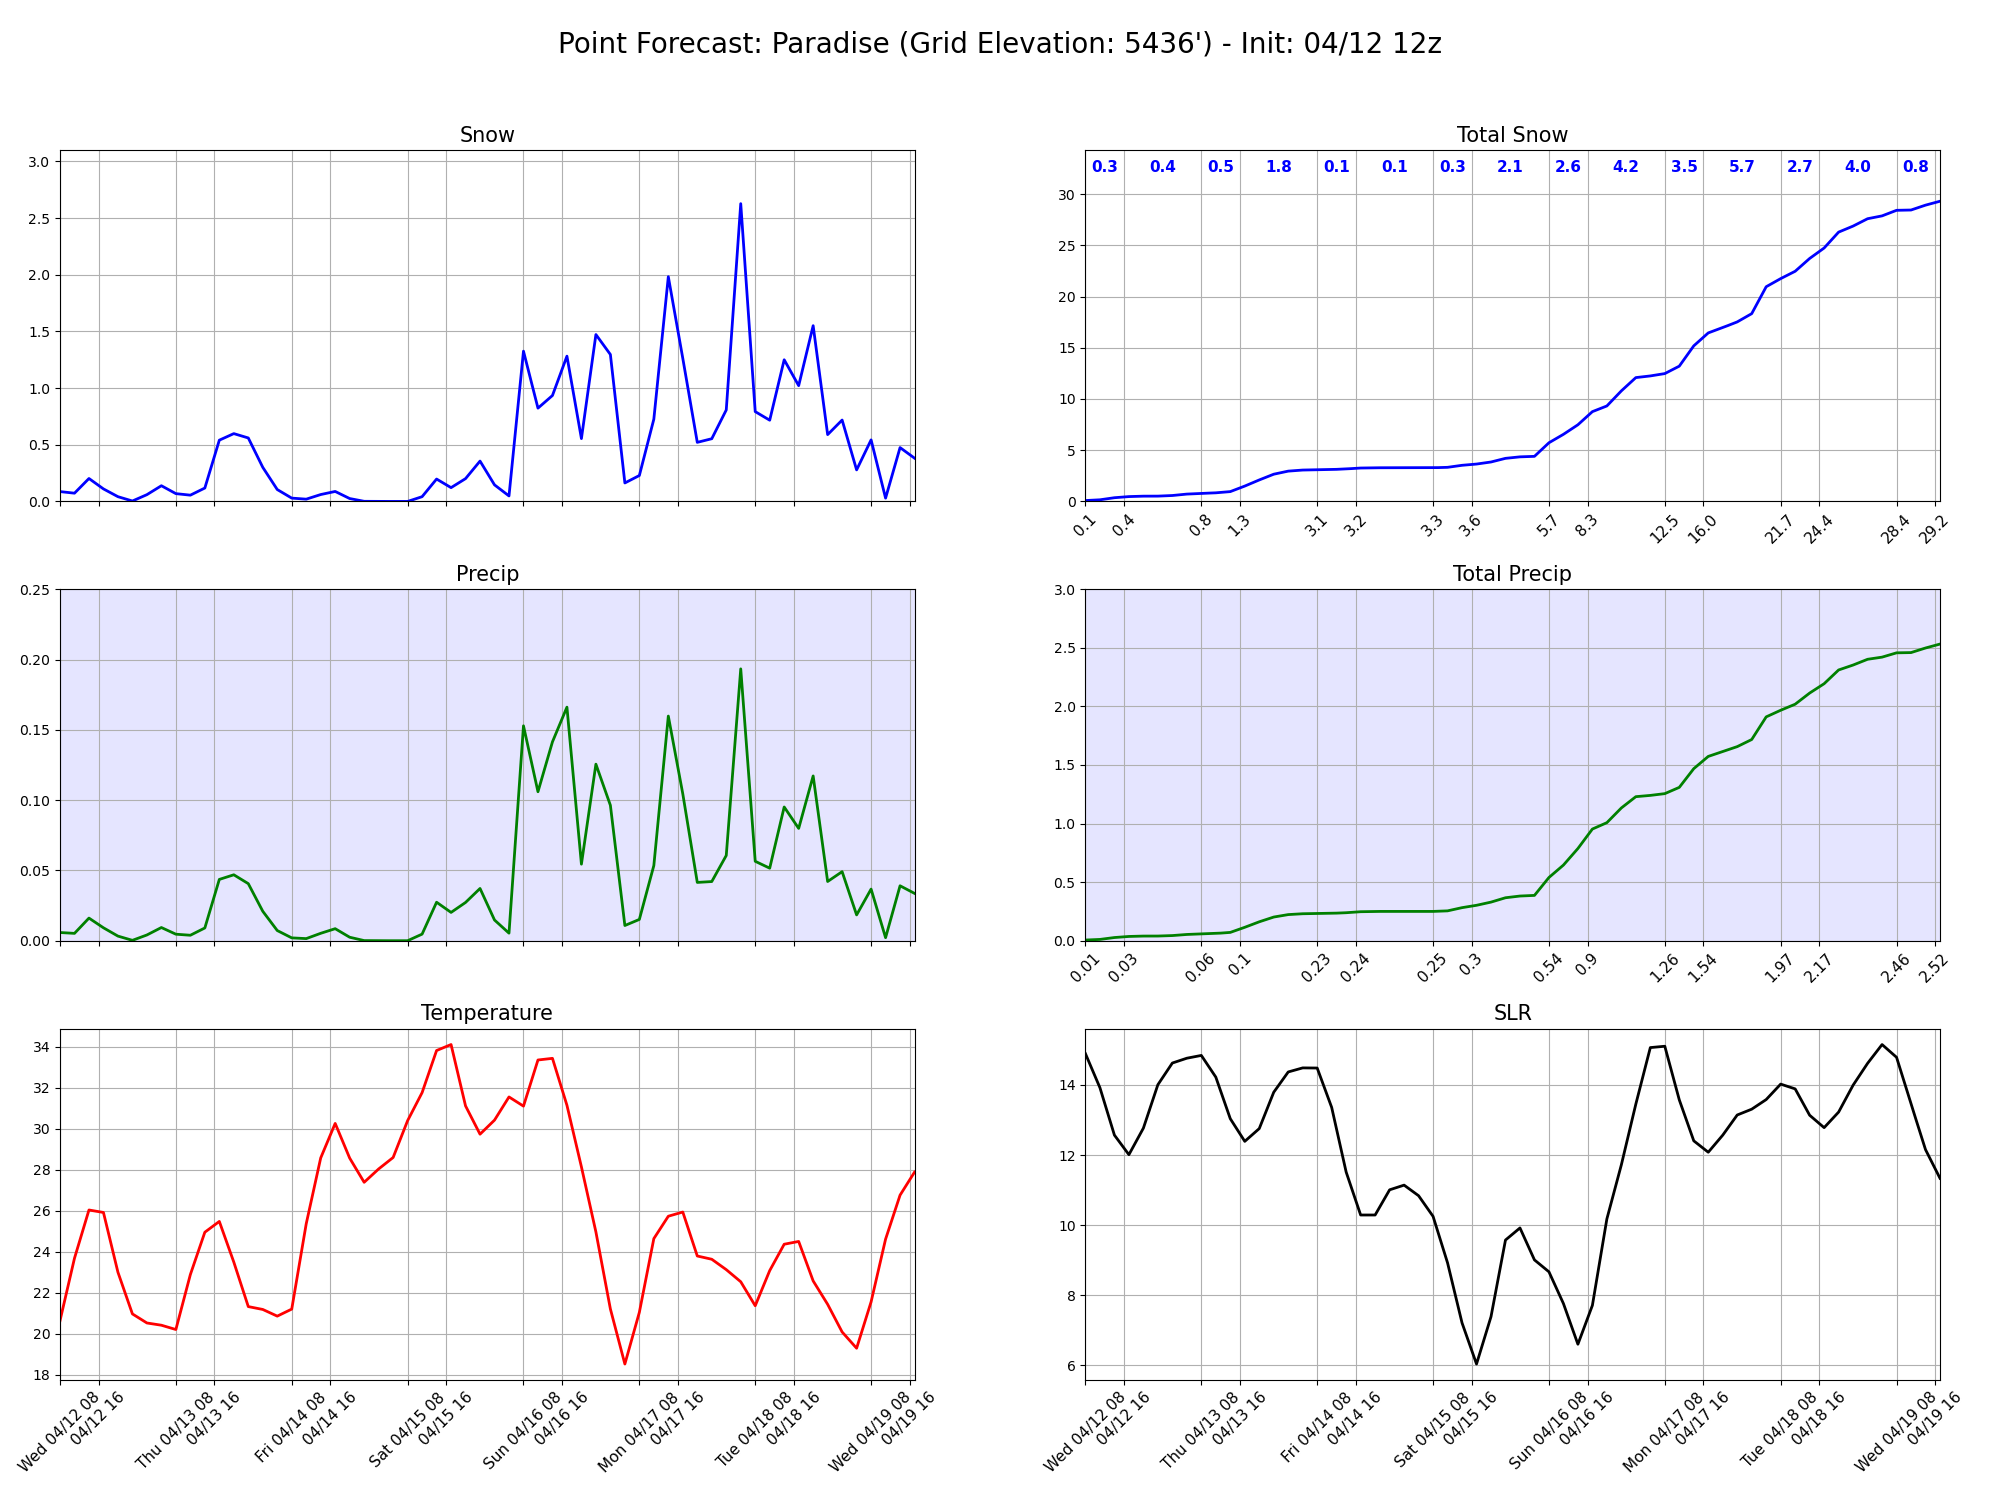 Point Forecast: Paradise (Grid Elevation: 5436') - Init: 04/12 12z
Snow
3.0
2.5
2.0
1.5
1.0
0.5
0.0
Total Snow
0.3 0.4 0.5 1.8 0.1 0.1 0.3 2.1 2.6 4.2 3.5 5.7 2.7 4.0 0.8
30
25
20
15
10
5
0
0.1 0.4 0.8 1.3 3.1 3.2 3.3 3.6 5.7 8.3 12.5 16.0 21.7 24.4 28.4 29.2
Precip
0.25
0.20
0.15
0.10
0.05
0.00
Total Precip
3.0
2.5
2.0
1.5
1.0
0.5
0.0
0.01 0.03 0.06 0.1 0.23 0.24 0.25 0.3 0.54 0.9 1.26 1.54 1.97 2.17 2.46 2.52
Temperature
34
32
30
28
26
24
22
20
18
Wed 04/12 08
04/12 16
Thu 04/13 08
04/13 16
Fri 04/14 08
04/14 16
Sat 04/15 08
04/15 16
Sun 04/16 08
04/16 16
Mon 04/17 08
04/17 16
Tue 04/18 08
04/18 16
Wed 04/19 08
04/19 16
SLR
14
12
10
8
6
Wed 04/12 08
04/12 16
Thu 04/13 08
04/13 16
Fri 04/14 08
04/14 16
Sat 04/15 08
04/15 16
Sun 04/16 08
04/16 16
Mon 04/17 08
04/17 16
Tue 04/18 08
04/18 16
Wed 04/19 08
04/19 16